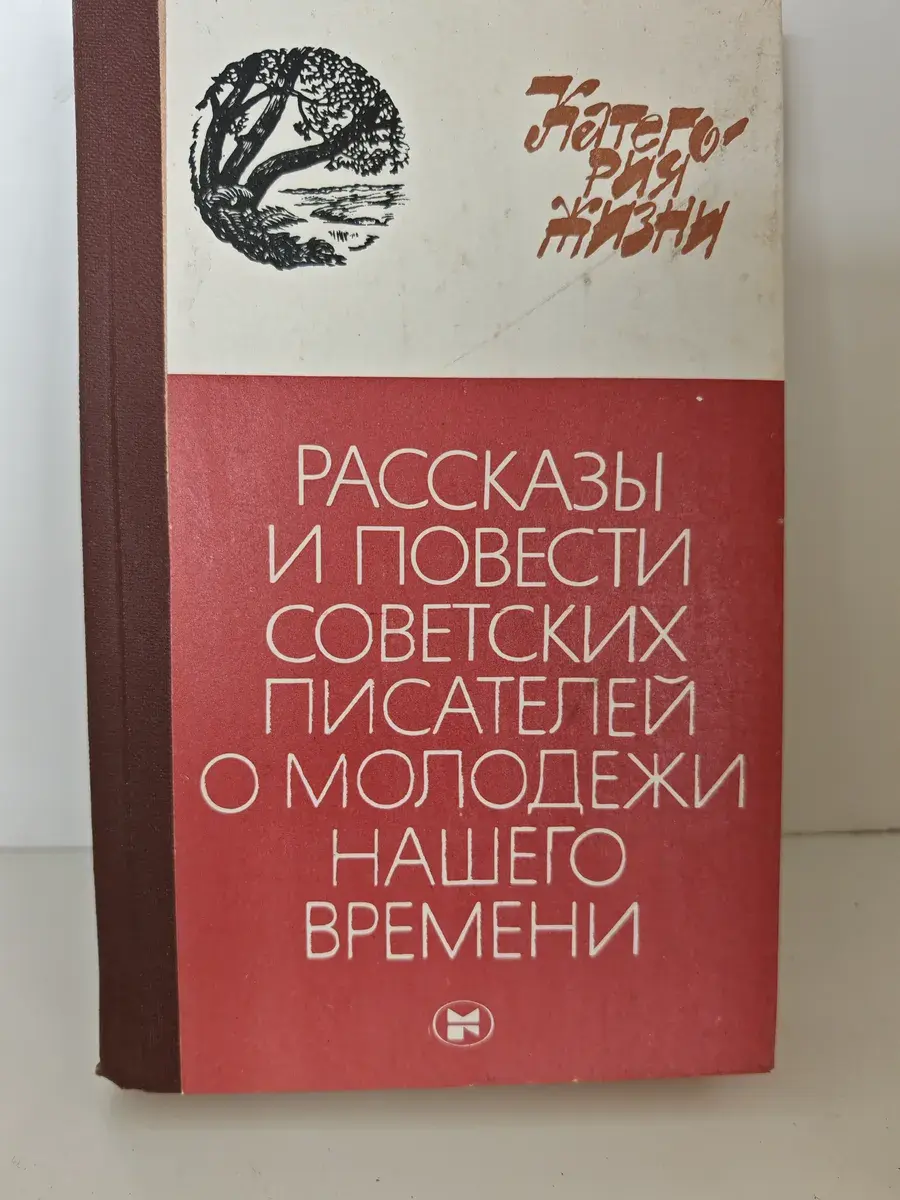 Катего-
рия
жизни
РАССКАЗЫ
И ПОВЕСТИ
СОВЕТСКИХ
ПИСАТЕЛЕЙ
О МОЛОДЕЖИ
НАШЕГО
ВРЕМЕНИ